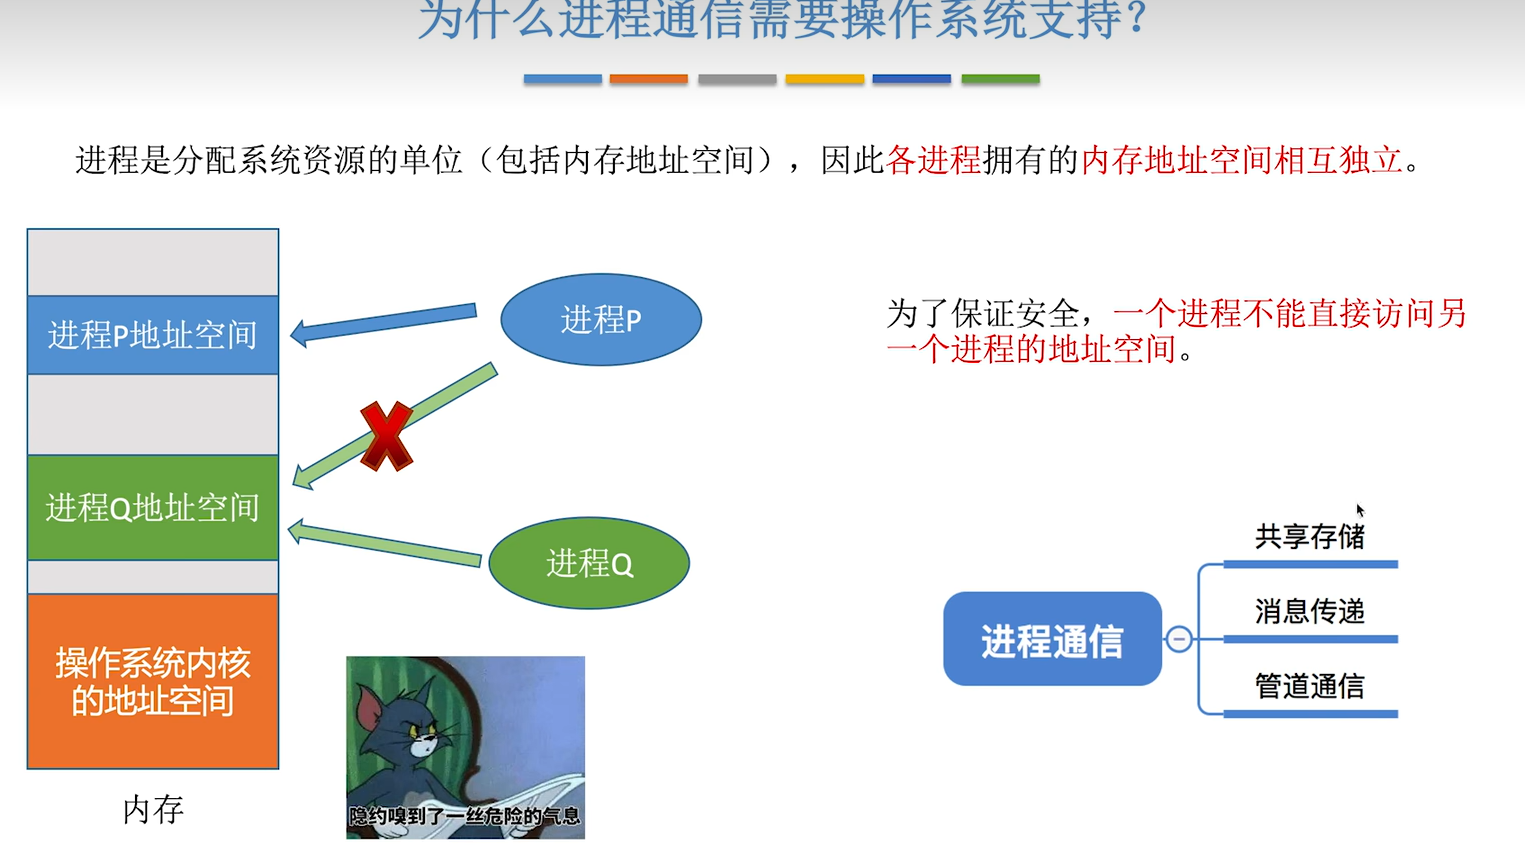 为什么进程通信需要操作系统支持？
进程是分配系统资源的单位（包括内存地址空间），因此各进程拥有的内存地址空间相互独立。
进程P地址空间
进程Q地址空间
操作系统内核
的地址空间
内存
进程P
进程Q
隐约嗅到了一丝危险的气息
为了保证安全，一个进程不能直接访问另
一个进程的地址空间。
进程通信
共享存储
消息传递
管道通信